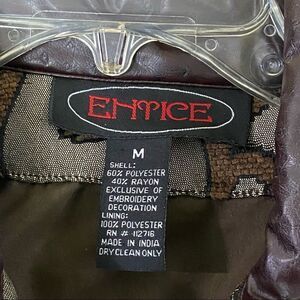 ENTICE
M
SHELL:
60% POLYESTER
40% RAYON
EXCLUSIVE OF
EMBROIDERY
DECORATION
LINING:
100% POLYESTER
RN # 112716
MADE IN INDIA
DRY CLEAN ONLY